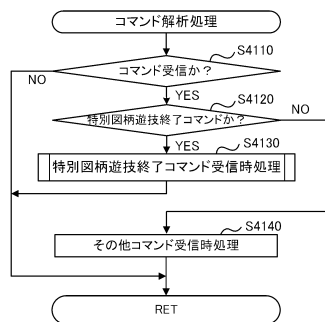 コマンド解析処理
S4110
コマンド受信か？
NO
YES
S4120
特別図柄遊技終了コマンドか？
NO
YES
S4130
特別図柄遊技終了コマンド受信時処理
S4140
その他コマンド受信時処理
RET